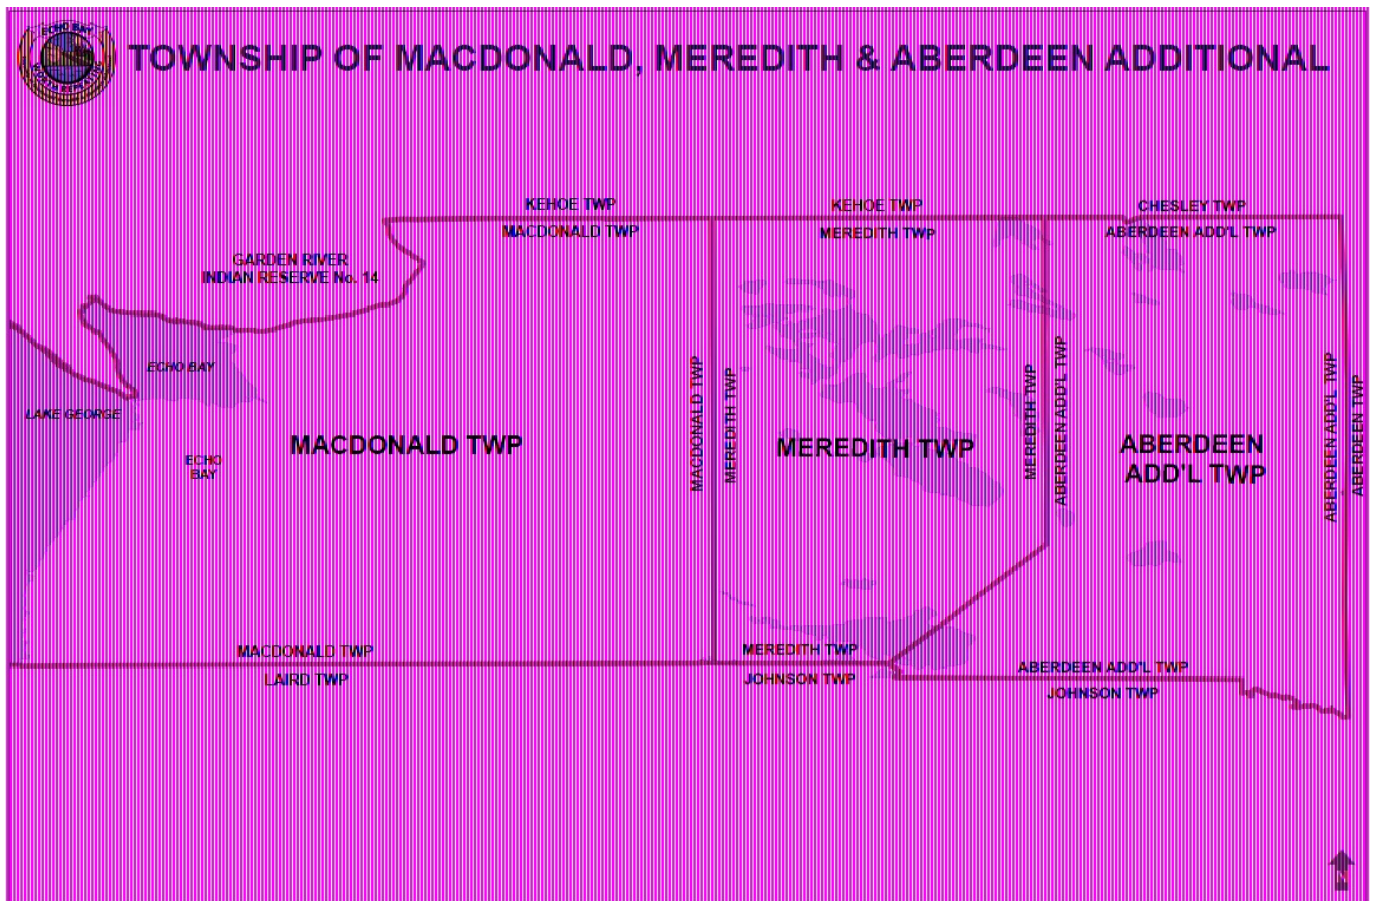 ECHO BAY
TOWNSHIP OF MACDONALD, MEREDITH & ABERDEEN ADDITIONAL
KEHOE TWP
KEHOE TWP
CHESLEY TWP
MACDONALD TWP
MEREDITH TWP
ABERDEEN ADD'L TWP
GARDEN RIVER
INDIAN RESERVE No. 14
ECHO BAY
LAKE GEORGE
MACDONALD TWP
ECHO
BAY
MACDONALD TWP
MEREDITH TWP
MEREDITH TWP
MEREDITH TWP
ABERDEEN ADD'L TWP
ABERDEEN
ADD'L TWP
ABERDEEN ADD'L TWP
ABERDEEN TWP
MACDONALD TWP
LAIRD TWP
MEREDITH TWP
JOHNSON TWP
ABERDEEN ADD'L TWP
JOHNSON TWP
N